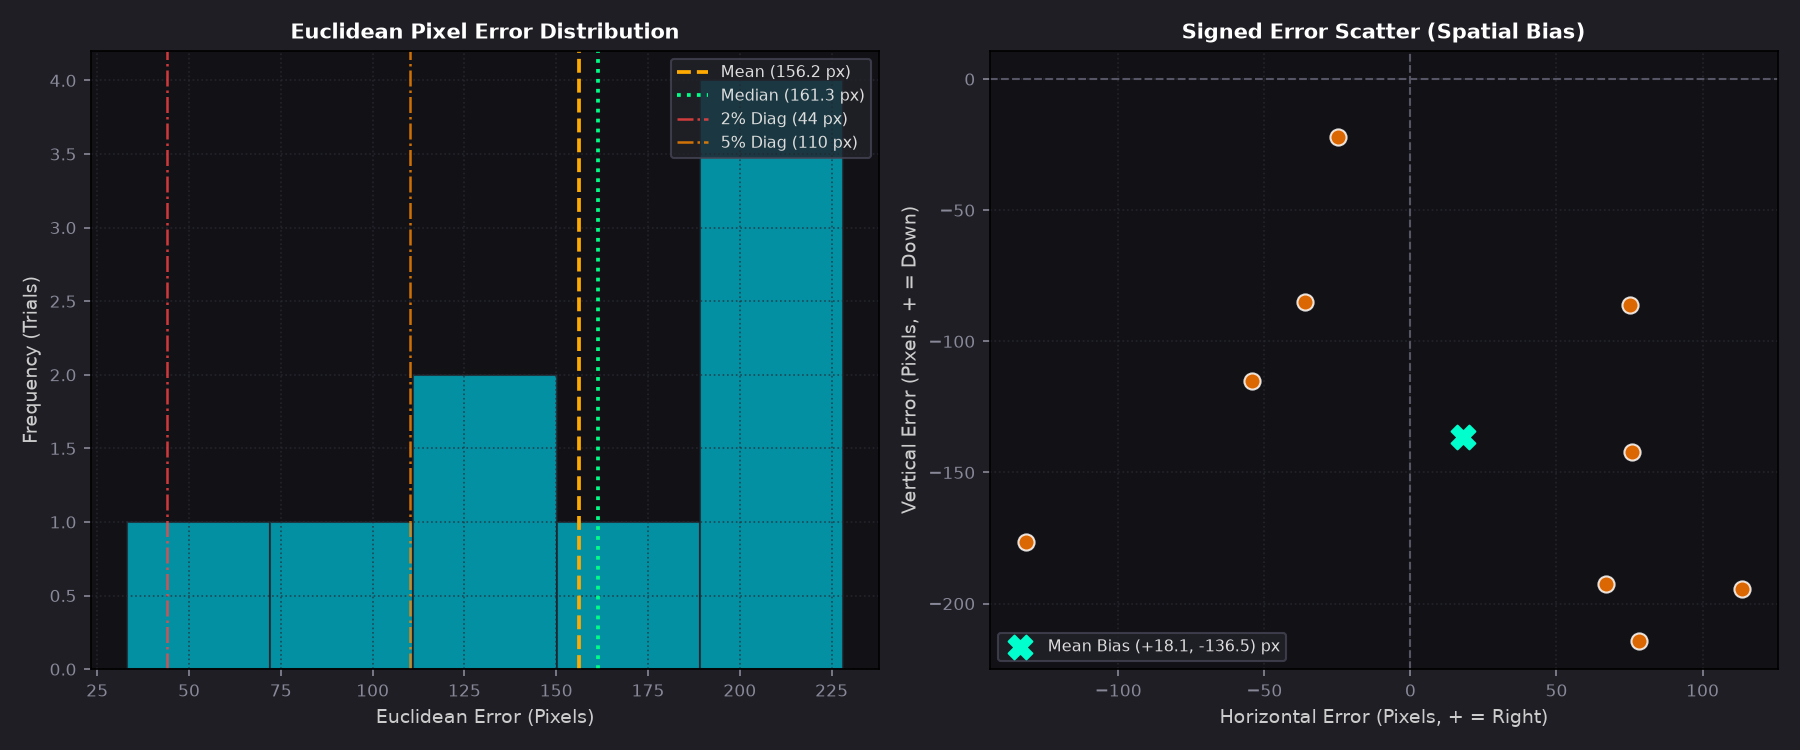 Euclidean Pixel Error Distribution
Frequency (Trials)
4.0
3.5
3.0
2.5
2.0
1.5
1.0
0.5
0.0
25 50 75 100 125 150 175 200 225
Euclidean Error (Pixels)
Mean (156.2 px)
Median (161.3 px)
2% Diag (44 px)
5% Diag (110 px)
Signed Error Scatter (Spatial Bias)
Vertical Error (Pixels, + = Down)
0
−50
−100
−150
−200
−100 −50 0 50 100
Horizontal Error (Pixels, + = Right)
Mean Bias (+18.1, -136.5) px